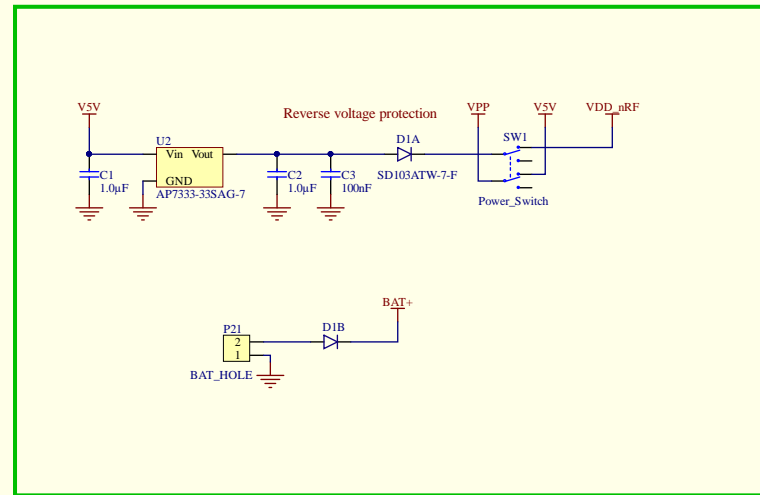 V5V
Reverse voltage protection
VPP
V5V
VDD_nRF
U2
Vin Vout
GND
AP7333-33SAG-7
C1
1.0µF
C2
1.0µF
C3
100nF
D1A
SD103ATW-7-F
SW1
Power_Switch
BAT+
P21
2
1
BAT_HOLE
D1B